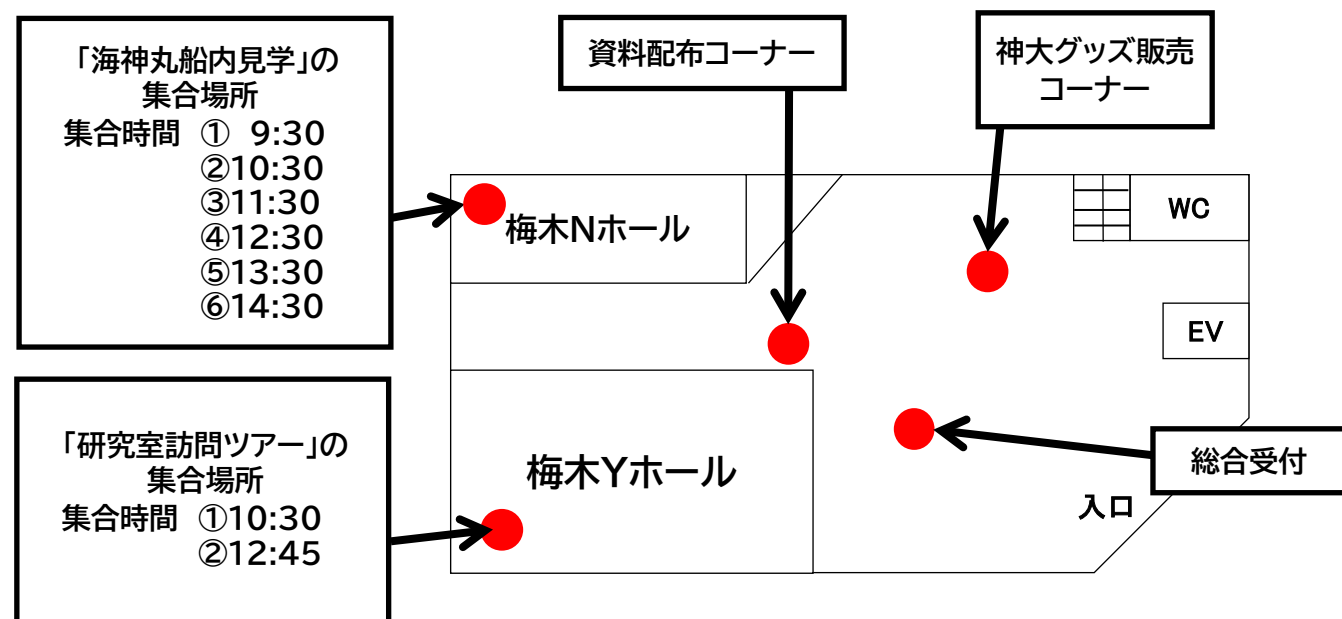 「海神丸船内見学」の
集合場所
集合時間 ① 9:30
②10:30
③11:30
④12:30
⑤13:30
⑥14:30
資料配布コーナー
神大グッズ販売
コーナー
梅木Nホール
WC
EV
「研究室訪問ツアー」の
集合場所
集合時間 ①10:30
②12:45
梅木Yホール
総合受付
入口